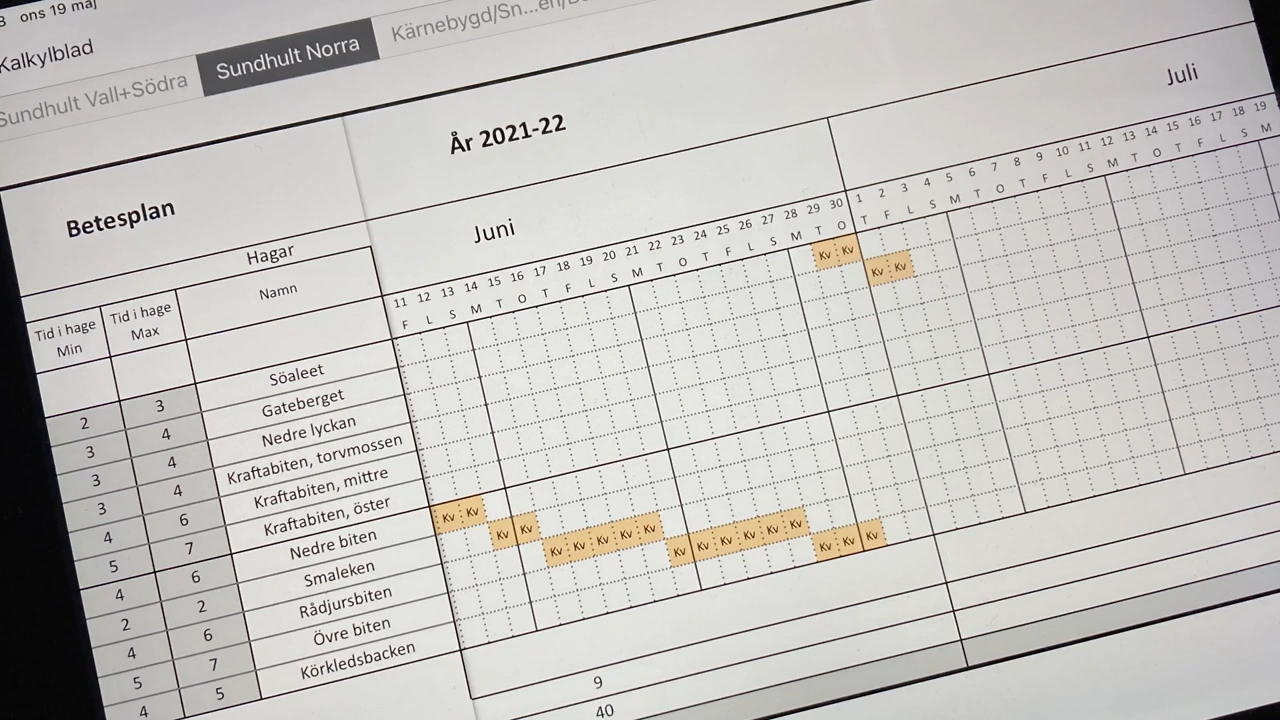 3 ons 19 maj
Kalkylblad
Sundhult Vall+Södra Sundhult Norra Kärnebygd/Sn...en/B
År 2021-22
Juli
Betesplan
Juni
Hagar
Tid i hage Min Tid i hage Max Namn
11 12 13 14 15 16 17 18 19 20 21 22 23 24 25 26 27 28 29 30 1 2 3 4 5 6 7 8 9 10 11 12 13 14 15 16 17 18 19
F L S M T O T F L S M T O T F L S M T O T F L S M T O T F L S M T O T F L S M
Kv Kv
Kv Kv
2 3 Söaleet
3 4 Gateberget
3 4 Nedre lyckan
3 4 Kraftabiten, torvmossen
4 6 Kraftabiten, mittre
5 7 Kraftabiten, öster
4 6 Nedre biten Kv Kv
2 2 Smaleken Kv Kv
4 6 Rådjursbiten Kv Kv Kv Kv Kv
5 7 Övre biten Kv Kv Kv Kv Kv Kv
4 5 Körkledsbacken Kv Kv Kv
9
40